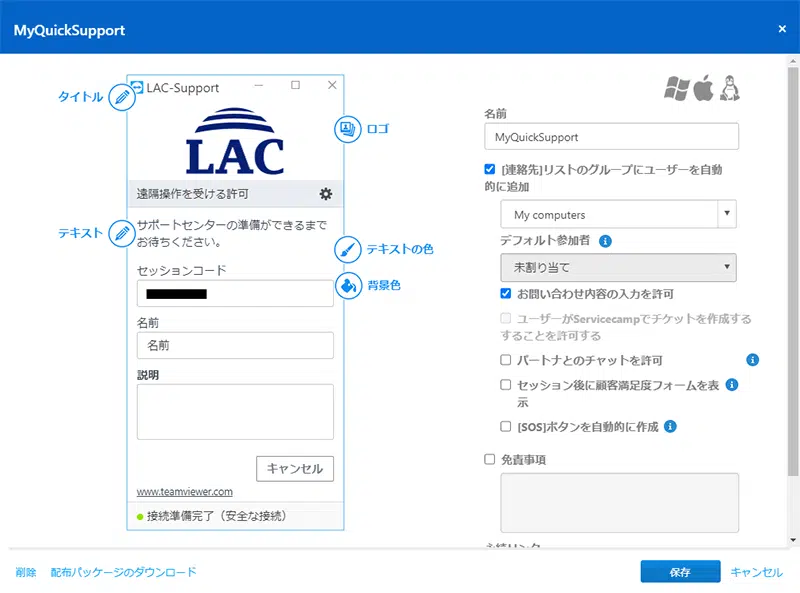 MyQuickSupport
×
タイトル
LAC-Support
LAC
ロゴ
遠隔操作を受ける許可
テキスト
サポートセンターの準備ができるまで
お待ちください。
テキストの色
セッションコード
背景色
名前
名前
説明
キャンセル
www.teamviewer.com
接続準備完了（安全な接続）
名前
MyQuickSupport
[連絡先]リストのグループにユーザーを自動
的に追加
My computers
デフォルト参加者
未割り当て
お問い合わせ内容の入力を許可
ユーザーがServicecampでチケットを作成する
することを許可する
パートナとのチャットを許可
セッション後に顧客満足度フォームを表
示
[SOS]ボタンを自動的に作成
免責事項
削除
配布パッケージのダウンロード
保存
キャンセル